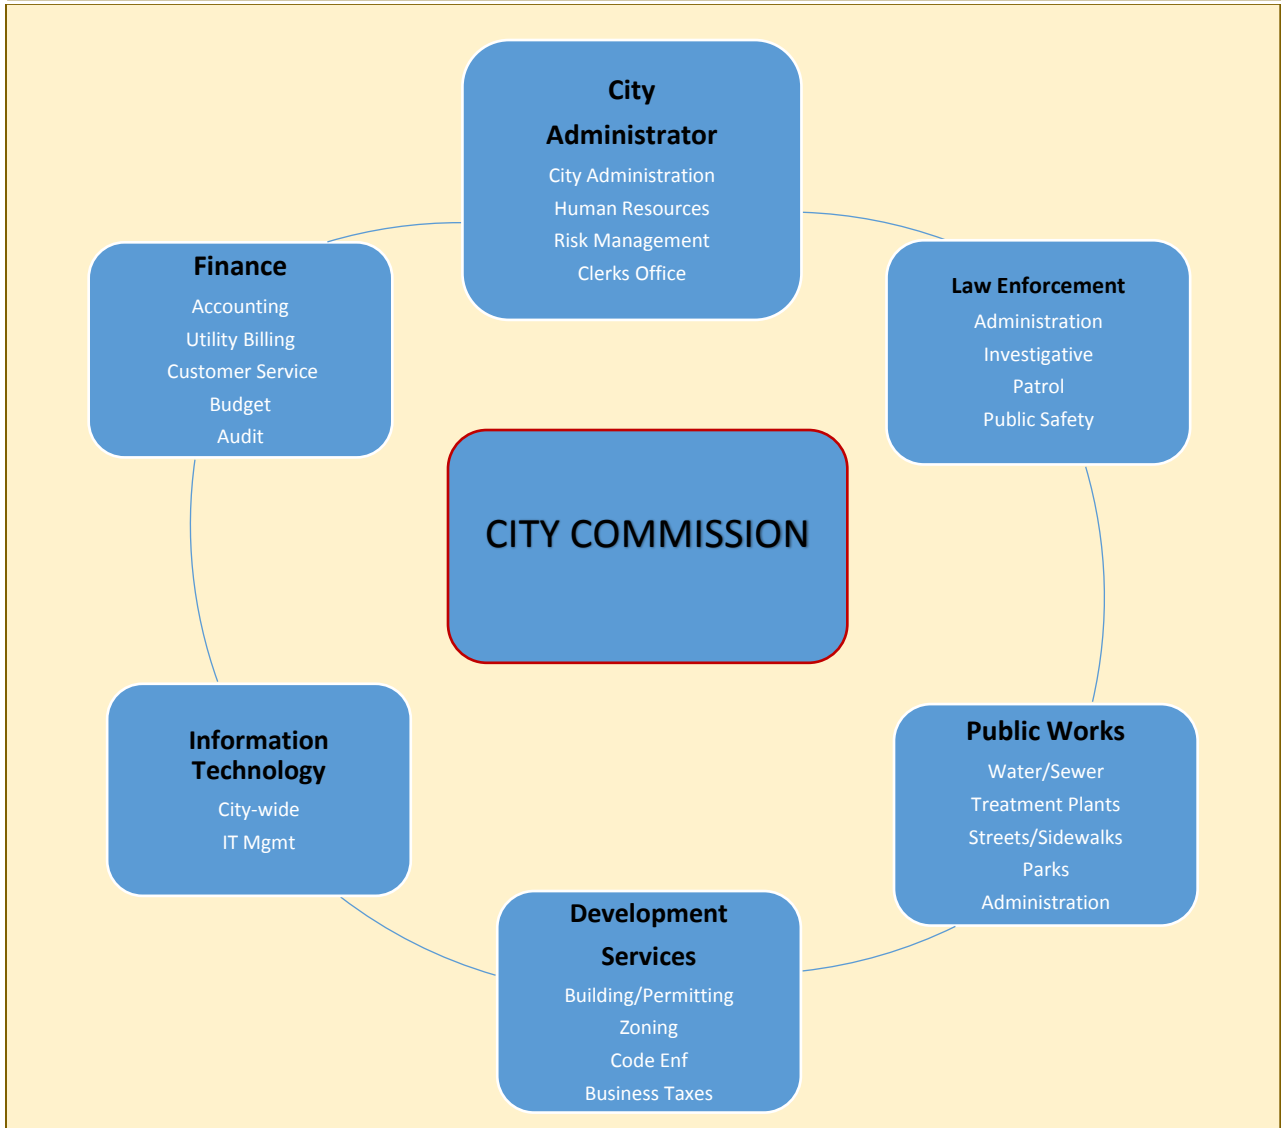 City
Administrator
City Administration
Human Resources
Risk Management
Clerks Office
Finance
Accounting
Utility Billing
Customer Service
Budget
Audit
Law Enforcement
Administration
Investigative
Patrol
Public Safety
CITY COMMISSION
Information
Technology
City-wide
IT Mgmt
Public Works
Water/Sewer
Treatment Plants
Streets/Sidewalks
Parks
Administration
Development
Services
Building/Permitting
Zoning
Code Enf
Business Taxes